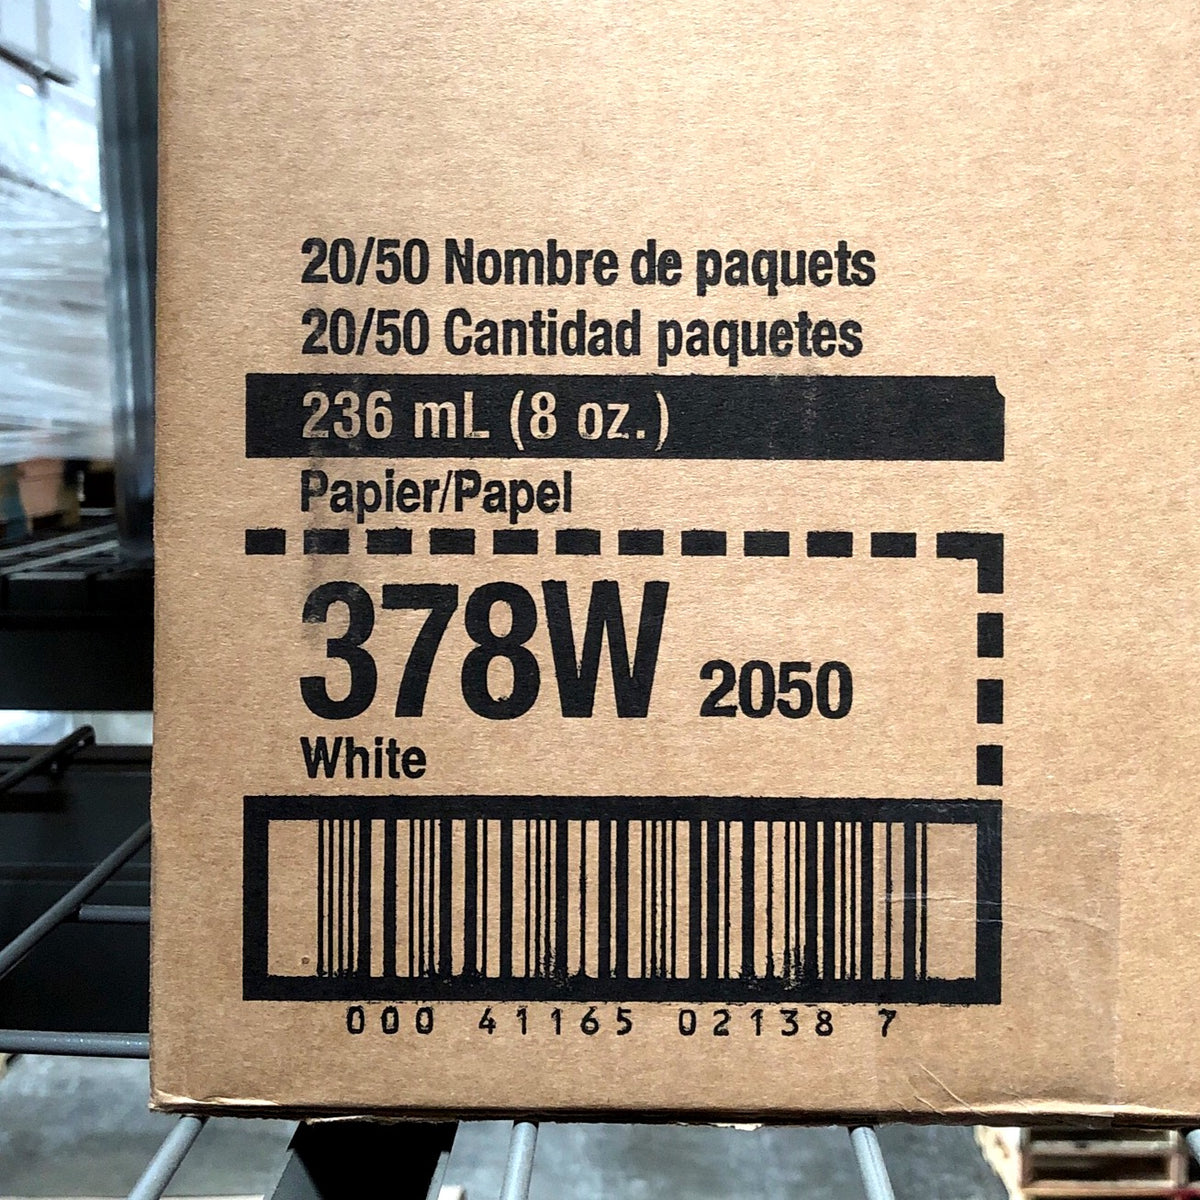 20/50 Nombre de paquets
20/50 Cantidad paquetes
236 mL (8 oz.)
Papier/Papel
378W 2050
White
000 41165 02138 7